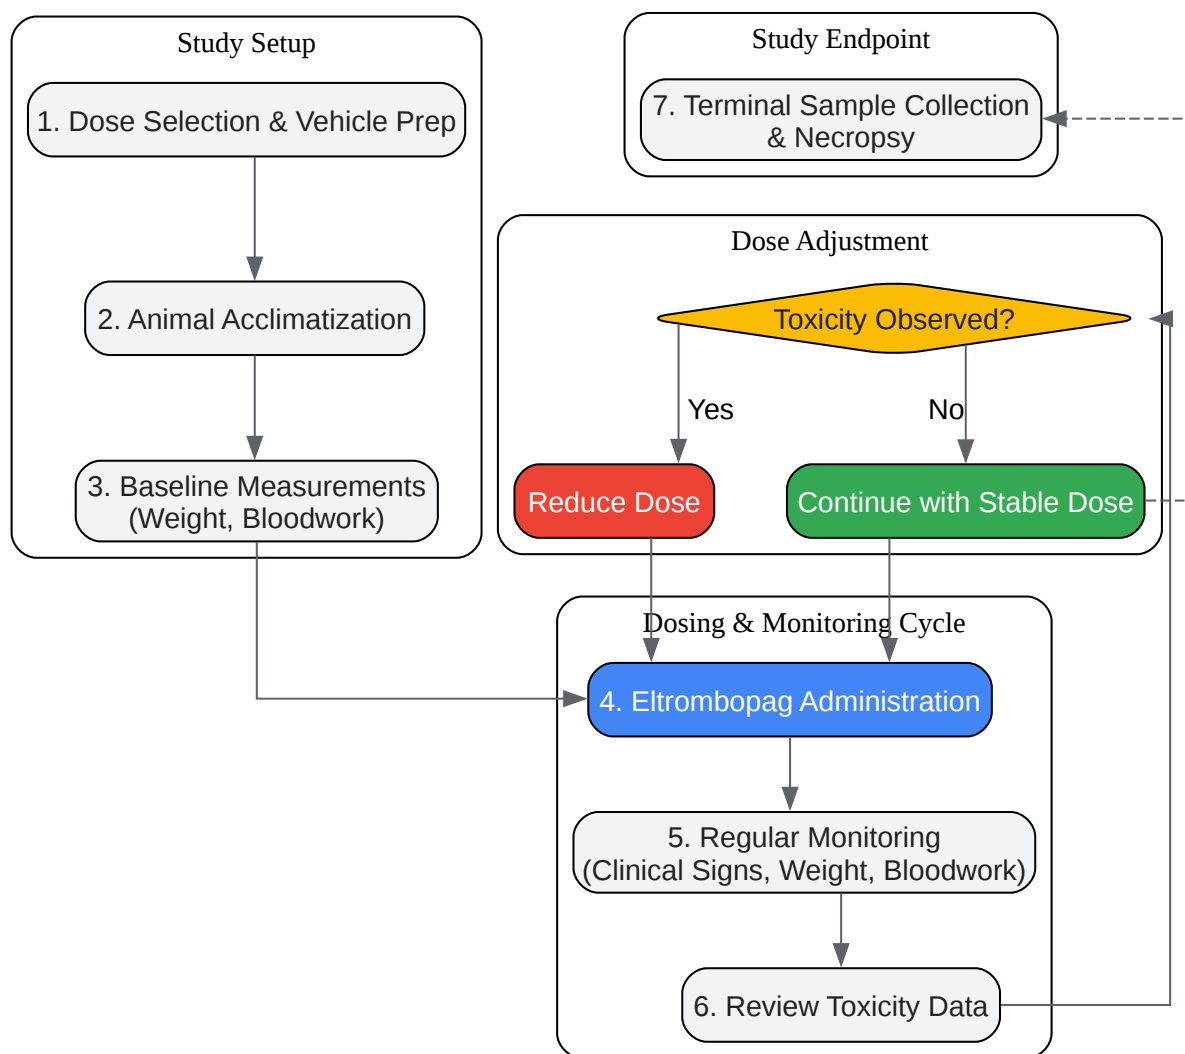 Study Setup
1. Dose Selection & Vehicle Prep
2. Animal Acclimatization
3. Baseline Measurements
(Weight, Bloodwork)
Study Endpoint
7. Terminal Sample Collection
& Necropsy
Dose Adjustment
Toxicity Observed?
Yes
No
Reduce Dose
Continue with Stable Dose
Dosing & Monitoring Cycle
4. Eltrombopag Administration
5. Regular Monitoring
(Clinical Signs, Weight, Bloodwork)
6. Review Toxicity Data